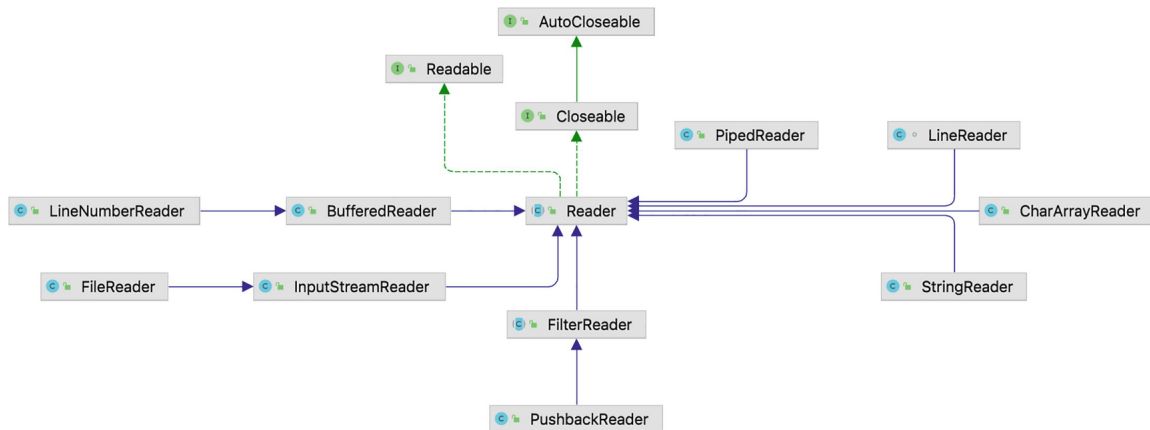 AutoCloseable
Readable
Closeable
PipedReader
LineReader
LineNumberReader
BufferedReader
Reader
CharArrayReader
FileReader
InputStreamReader
StringReader
FilterReader
PushbackReader